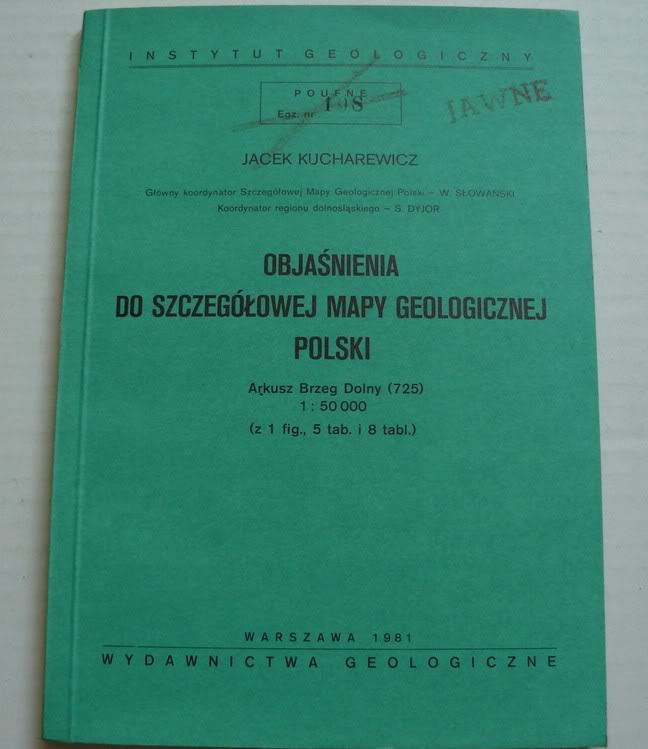 INSTYTUT GEOLOGICZNY
POUFNE
Egz. nr 108
JAWNE
JACEK KUCHAREWICZ
Główny koordynator Szczegółowej Mapy Geologicznej Polski – W. SŁOWAŃSKI
Koordynator regionu dolnośląskiego – S. DYJOR
OBJAŚNIENIA
DO SZCZEGÓŁOWEJ MAPY GEOLOGICZNEJ
POLSKI
Arkusz Brzeg Dolny (725)
1 : 50 000
(z 1 fig., 5 tab. i 8 tabl.)
WARSZAWA 1981
WYDAWNICTWA GEOLOGICZNE